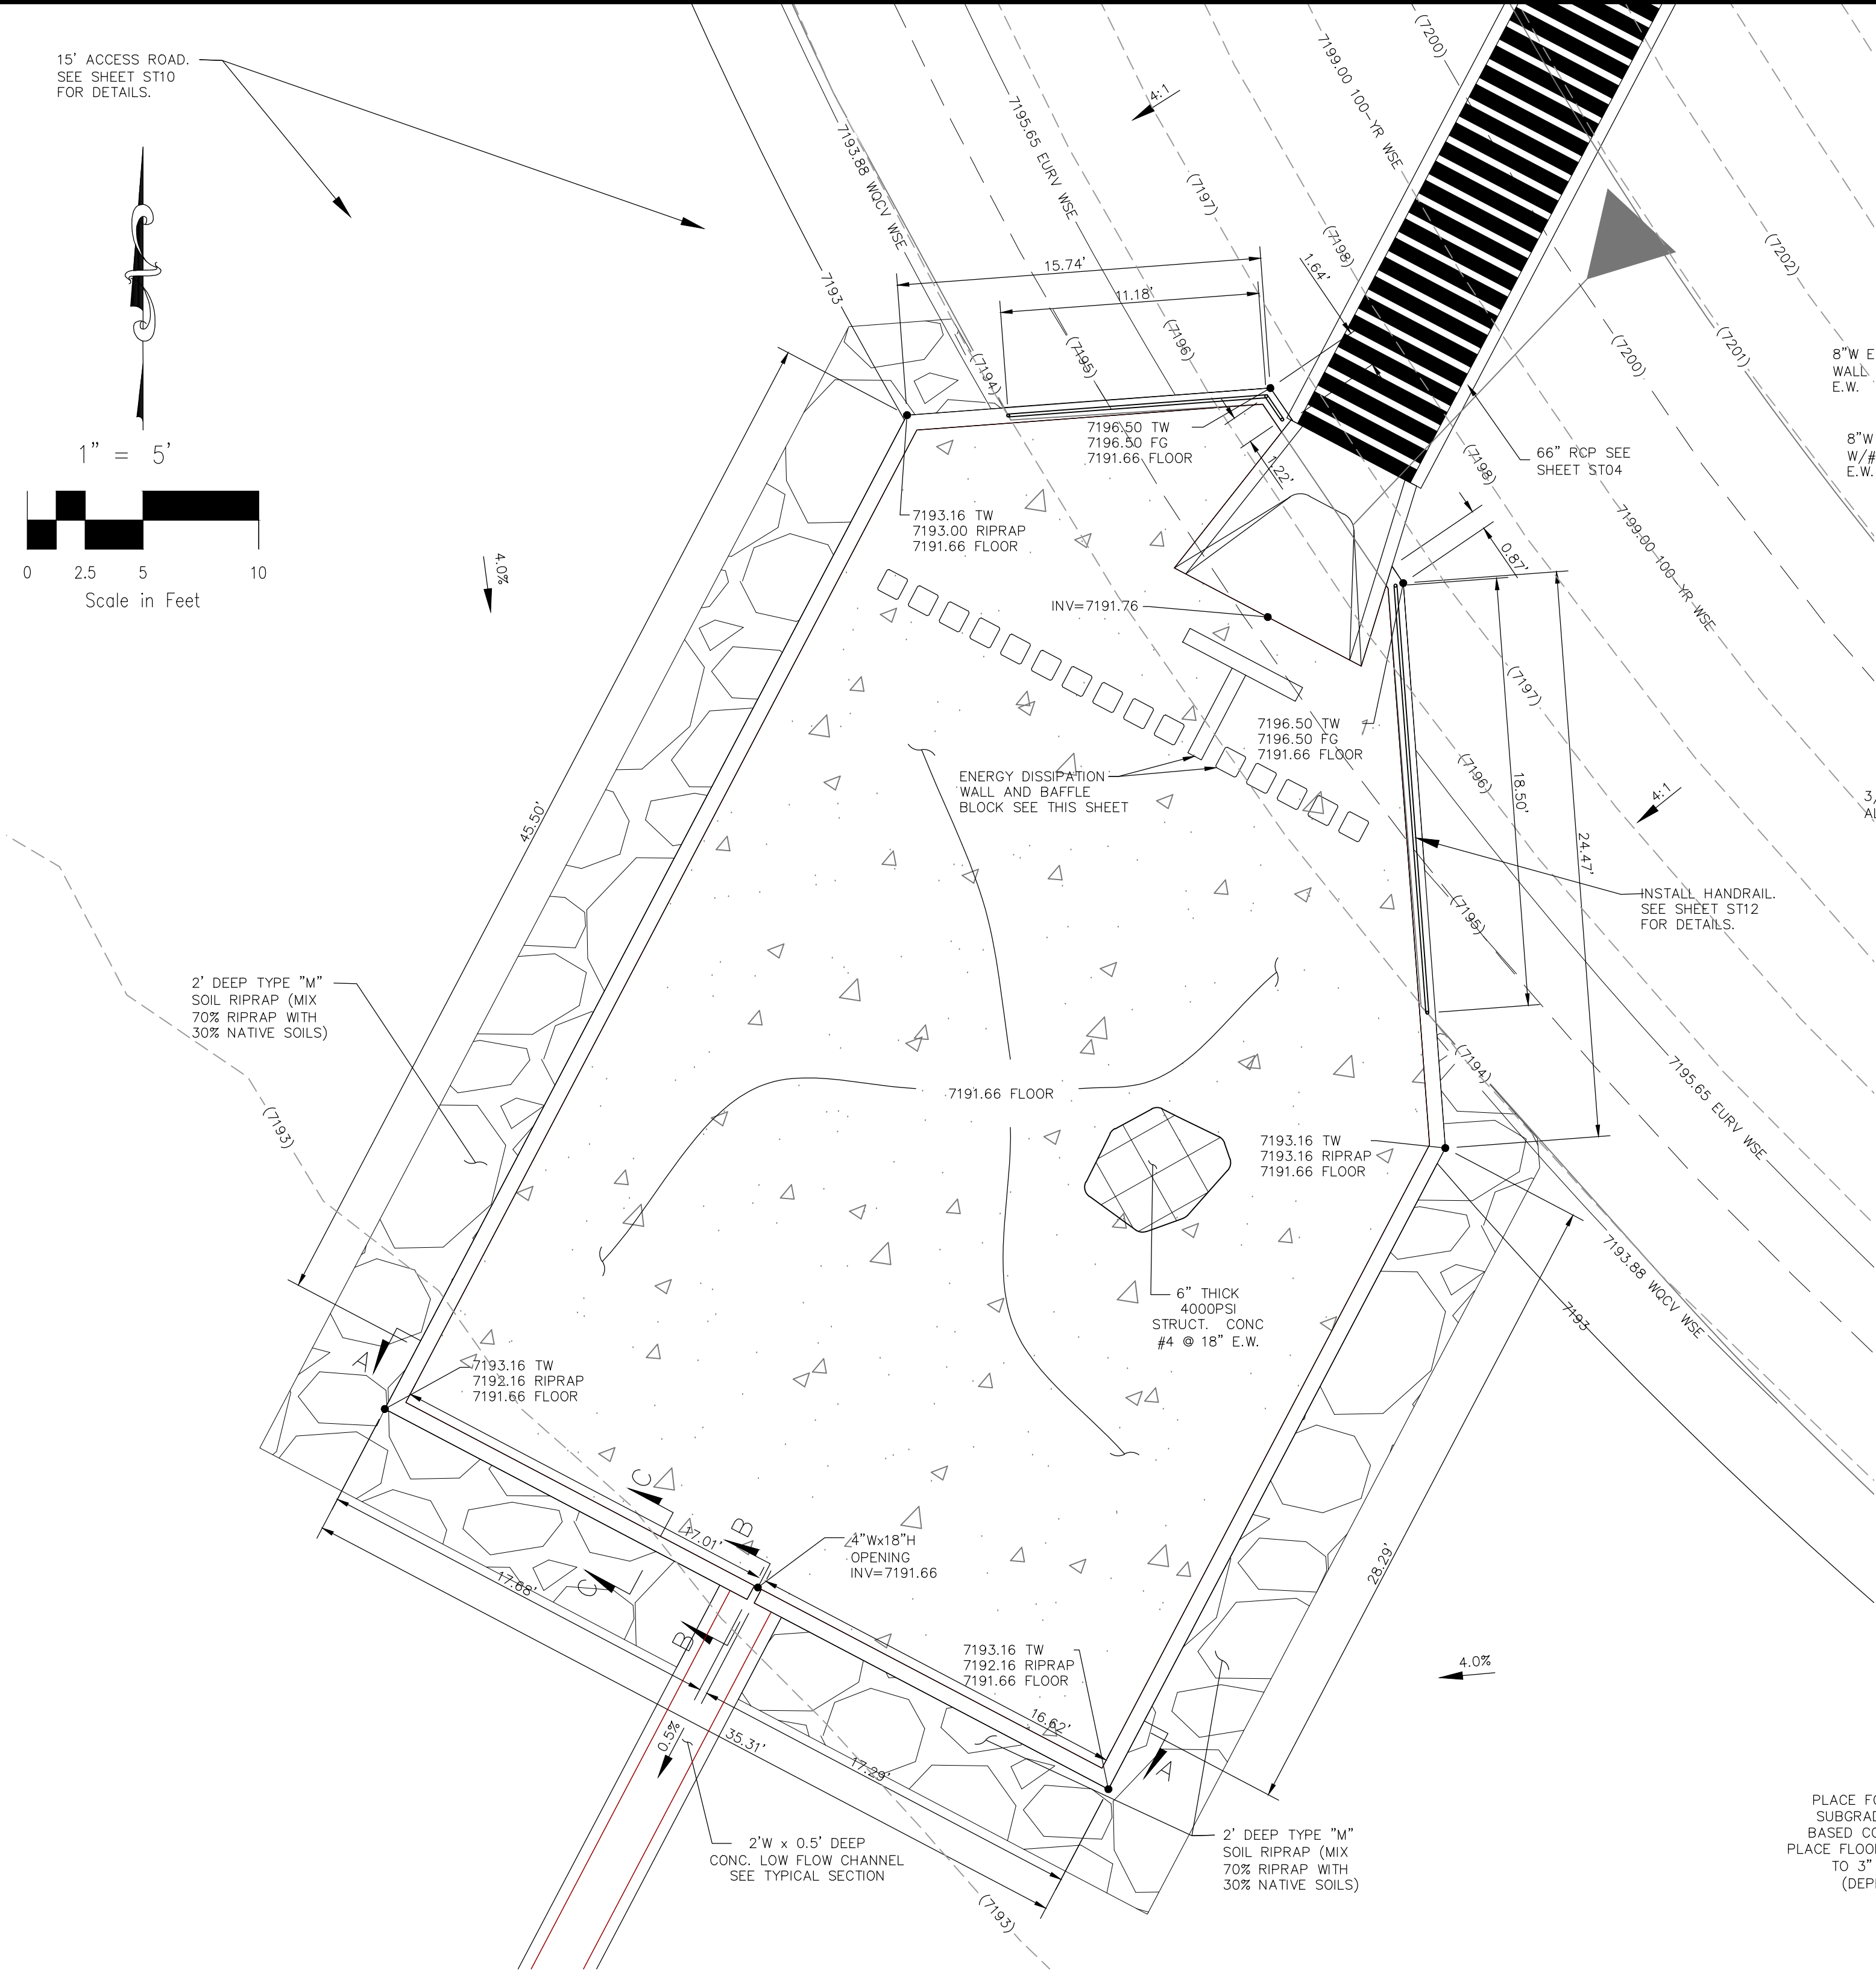 15' ACCESS ROAD.
SEE SHEET ST10
FOR DETAILS.
1" = 5'
0 2.5 5 10
Scale in Feet
4.0%
7193
7193.88 WQCV WSE
7195.65 EURV WSE
4:1
(7197)
(7198)
7199.00 100-YR WSE
(7200)
(7202)
(7201)
(7200)
8"W E
WALL
E.W.
8"W
W/#
E.W.
15.74'
11.18'
1.64'
(7194)
(7195)
(7196)
7196.50 TW
7196.50 FG
7191.66 FLOOR
1.22'
66" RCP SEE
SHEET ST04
(7198)
7199.00 100-YR WSE
0.87'
7193.16 TW
7193.00 RIPRAP
7191.66 FLOOR
INV=7191.76
(7197)
7196.50 TW
7196.50 FG
7191.66 FLOOR
ENERGY DISSIPATION
WALL AND BAFFLE
BLOCK SEE THIS SHEET
(7196)
18.50'
24.47'
4:1
3/
AL
45.50'
INSTALL HANDRAIL.
SEE SHEET ST12
FOR DETAILS.
(7195)
2' DEEP TYPE "M"
SOIL RIPRAP (MIX
70% RIPRAP WITH
30% NATIVE SOILS)
(7193)
7191.66 FLOOR
(7194)
7195.65 EURV WSE
7193.16 TW
7193.16 RIPRAP
7191.66 FLOOR
7193.88 WQCV WSE
7193
6" THICK
4000PSI
STRUCT. CONC
#4 @ 18" E.W.
A
7193.16 TW
7192.16 RIPRAP
7191.66 FLOOR
C
B
17.01'
4"Wx18"H
OPENING
INV=7191.66
17.68'
C
B
28.29'
7193.16 TW
7192.16 RIPRAP
7191.66 FLOOR
4.0%
16.62'
0.5%
35.31'
17.29'
A
2'W x 0.5' DEEP
CONC. LOW FLOW CHANNEL
SEE TYPICAL SECTION
2' DEEP TYPE "M"
SOIL RIPRAP (MIX
70% RIPRAP WITH
30% NATIVE SOILS)
(7193)
PLACE FO
SUBGRAD
BASED CO
PLACE FLOOR
TO 3"
(DEP